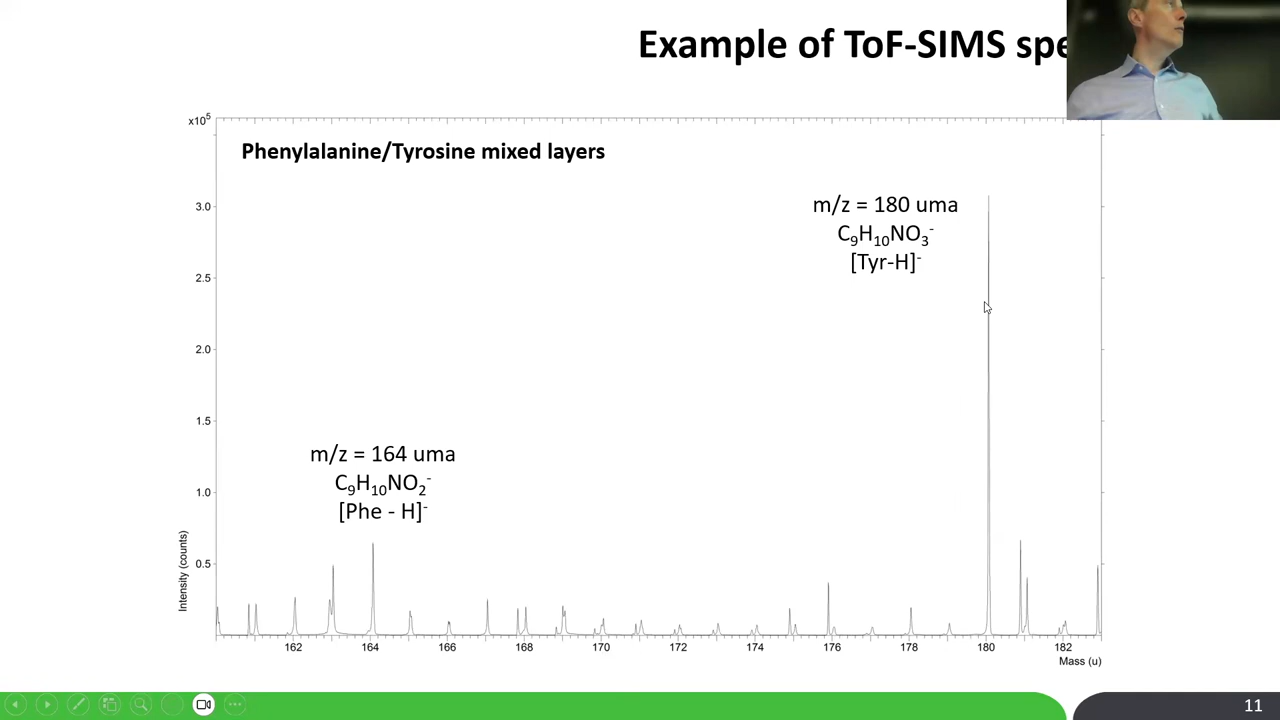 Example of ToF-SIMS spe
x10⁵
Phenylalanine/Tyrosine mixed layers
m/z = 180 uma
C₉H₁₀NO₃⁻
[Tyr-H]⁻
3.0
2.5
2.0
1.5
m/z = 164 uma
C₉H₁₀NO₂⁻
[Phe - H]⁻
1.0
0.5
Intensity (counts)
162 164 166 168 170 172 174 176 178 180 182
Mass (u)
11